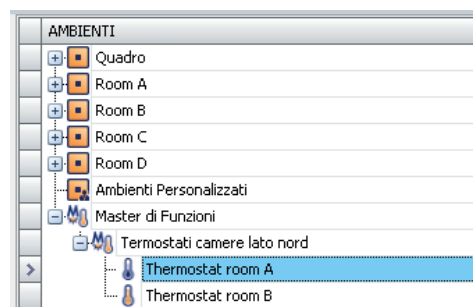 AMBIENTI
Quadro
Room A
Room B
Room C
Room D
Ambienti Personalizzati
Master di Funzioni
Termostati camere lato nord
Thermostat room A
Thermostat room B